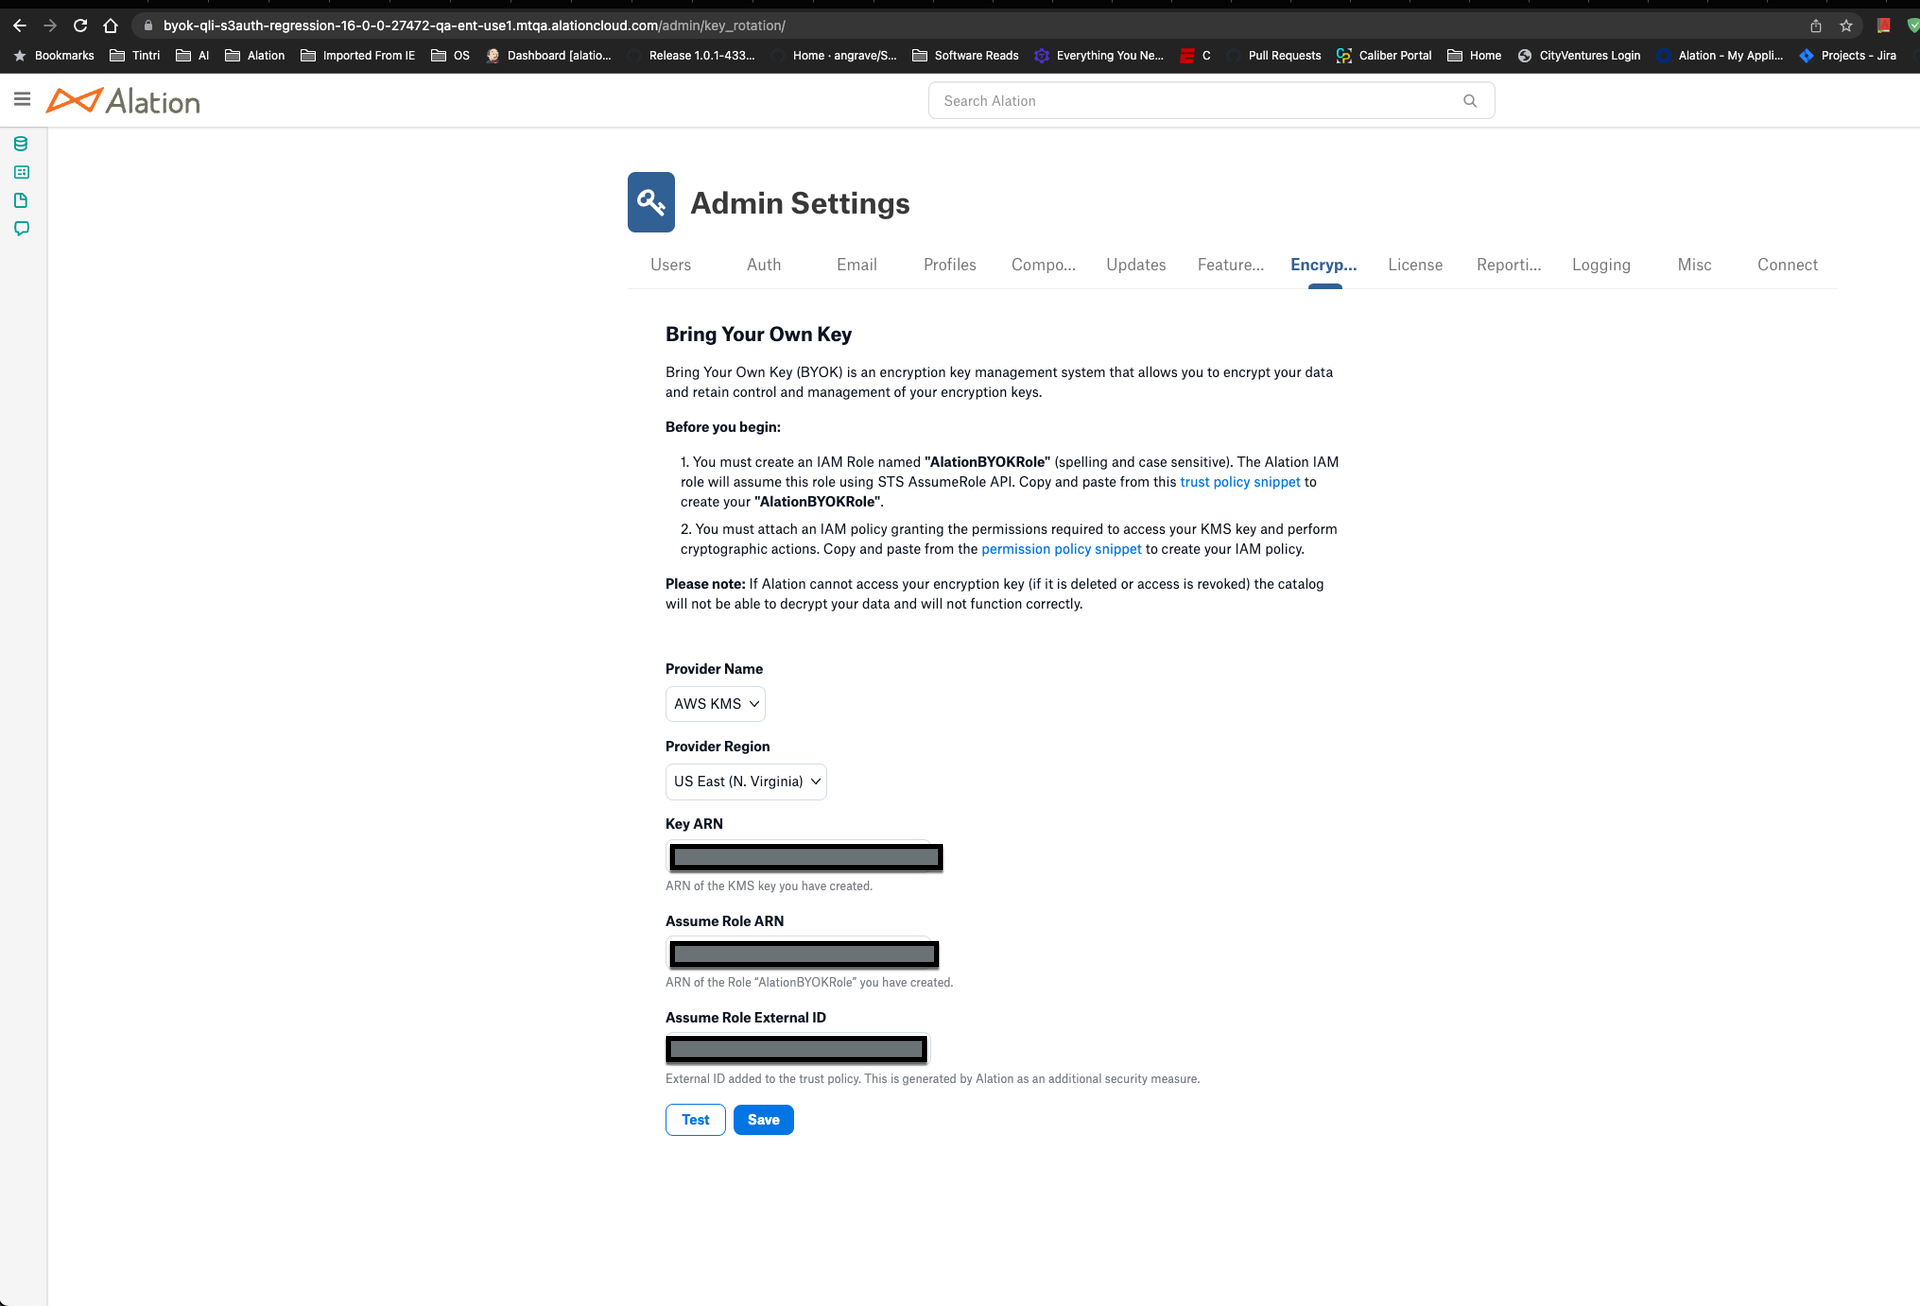 byok-qli-s3auth-regression-16-0-0-27472-qa-ent-use1.mtqa.alationcloud.com/admin/key_rotation/
Bookmarks Tintri AI Alation Imported From IE OS Dashboard [alatio... Release 1.0.1-433... Home · angrave/S... Software Reads Everything You Ne... C Pull Requests Caliber Portal Home CityVentures Login Alation - My Appli... Projects - Jira
Alation
Search Alation
Admin Settings
Users Auth Email Profiles Compo... Updates Feature... Encryp... License Reporti... Logging Misc Connect
Bring Your Own Key
Bring Your Own Key (BYOK) is an encryption key management system that allows you to encrypt your data
and retain control and management of your encryption keys.
Before you begin:
1. You must create an IAM Role named "AlationBYOKRole" (spelling and case sensitive). The Alation IAM
role will assume this role using STS AssumeRole API. Copy and paste from this trust policy snippet to
create your "AlationBYOKRole".
2. You must attach an IAM policy granting the permissions required to access your KMS key and perform
cryptographic actions. Copy and paste from the permission policy snippet to create your IAM policy.
Please note: If Alation cannot access your encryption key (if it is deleted or access is revoked) the catalog
will not be able to decrypt your data and will not function correctly.
Provider Name
AWS KMS
Provider Region
US East (N. Virginia)
Key ARN
ARN of the KMS key you have created.
Assume Role ARN
ARN of the Role “AlationBYOKRole” you have created.
Assume Role External ID
External ID added to the trust policy. This is generated by Alation as an additional security measure.
Test Save